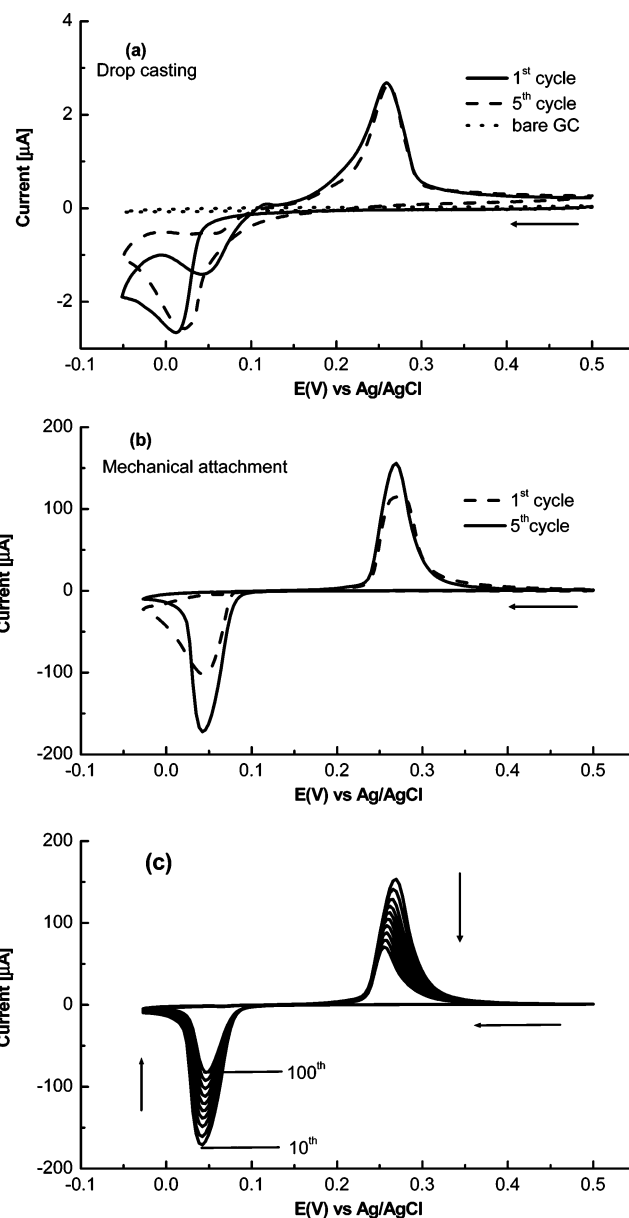 4
(a)
Drop casting
1st cycle
5th cycle
bare GC
2
0
-2
Current [µA]
-0.1 0.0 0.1 0.2 0.3 0.4 0.5
E(V) vs Ag/AgCl
200
(b)
Mechanical attachment
1st cycle
5th cycle
100
0
-100
-200
Current [µA]
-0.1 0.0 0.1 0.2 0.3 0.4 0.5
E(V) vs Ag/AgCl
200
(c)
100
0
-100
-200
Current [µA]
100th
10th
-0.1 0.0 0.1 0.2 0.3 0.4 0.5
E(V) vs Ag/AgCl